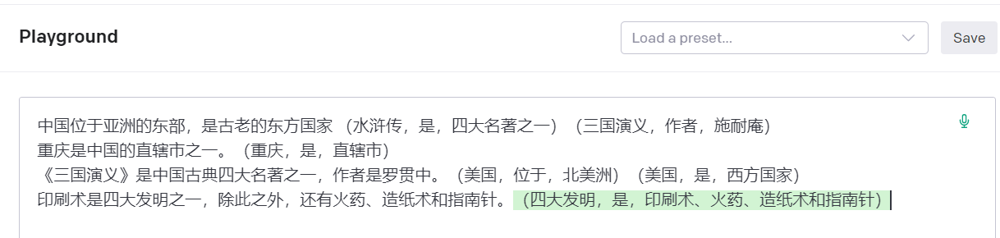 Playground
Load a preset...
Save
中国位于亚洲的东部，是古老的东方国家 （水浒传，是，四大名著之一）（三国演义，作者，施耐庵）
重庆是中国的直辖市之一。（重庆，是，直辖市）
《三国演义》是中国古典四大名著之一，作者是罗贯中。（美国，位于，北美洲）（美国，是，西方国家）
印刷术是四大发明之一，除此之外，还有火药、造纸术和指南针。（四大发明，是，印刷术、火药、造纸术和指南针）